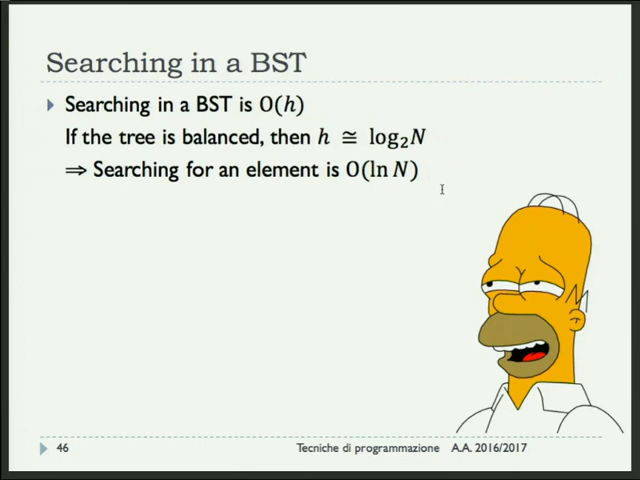 Searching in a BST
Searching in a BST is O(h)
If the tree is balanced, then h ≅ log₂N
⇒ Searching for an element is O(ln N)
46 Tecniche di programmazione A.A. 2016/2017